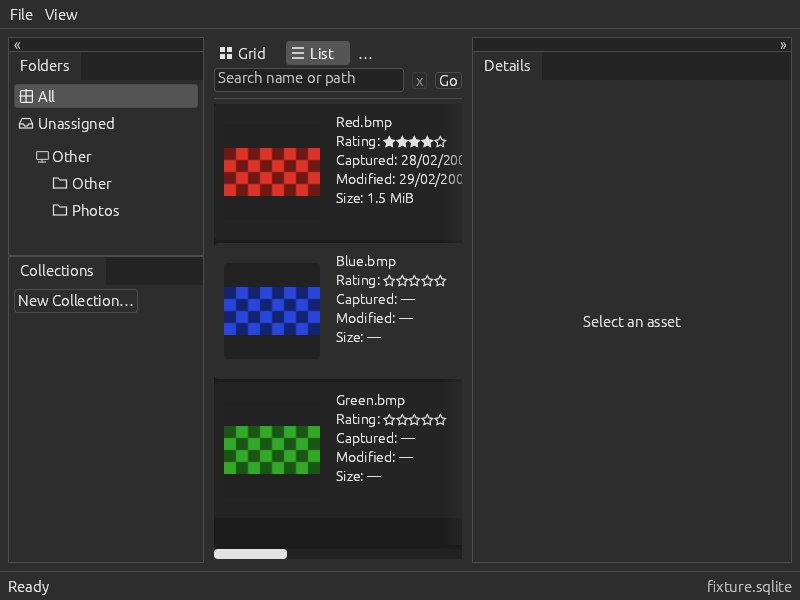 File View
«
Folders
All
Unassigned
Other
Other
Photos
Collections
New Collection...
Grid List ...
Search name or path x Go
Red.bmp
Rating: ★★★★☆
Captured: 28/02/200
Modified: 29/02/200
Size: 1.5 MiB
Blue.bmp
Rating: ☆☆☆☆☆
Captured: —
Modified: —
Size: —
Green.bmp
Rating: ☆☆☆☆☆
Captured: —
Modified: —
Size: —
»
Details
Select an asset
Ready
fixture.sqlite